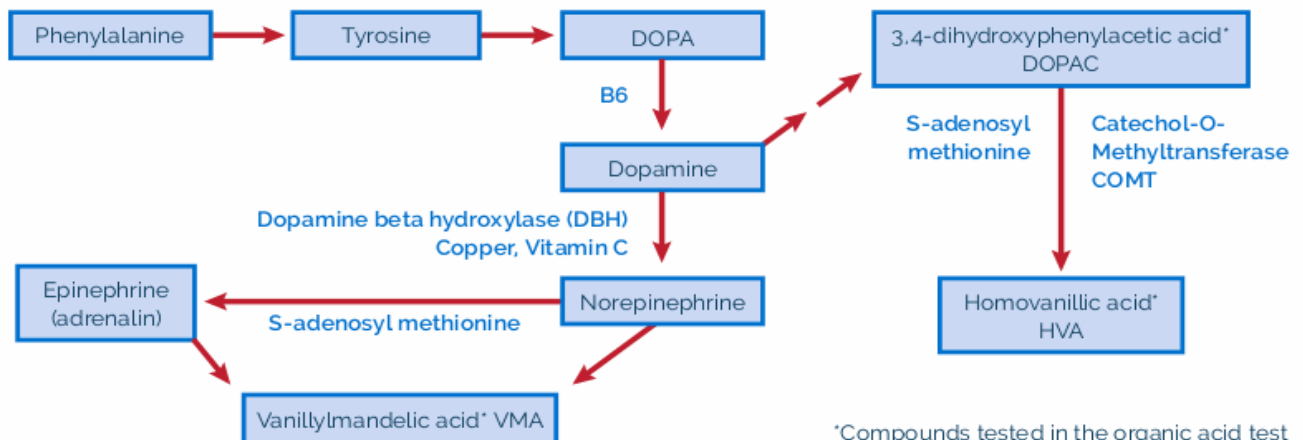 Phenylalanine
Tyrosine
DOPA
3,4-dihydroxyphenylacetic acid*
DOPAC
B6
S-adenosyl
methionine
Catechol-O-
Methyltransferase
COMT
Dopamine
Dopamine beta hydroxylase (DBH)
Copper, Vitamin C
Epinephrine
(adrenalin)
S-adenosyl methionine
Norepinephrine
Homovanillic acid*
HVA
Vanillylmandelic acid* VMA
*Compounds tested in the organic acid test